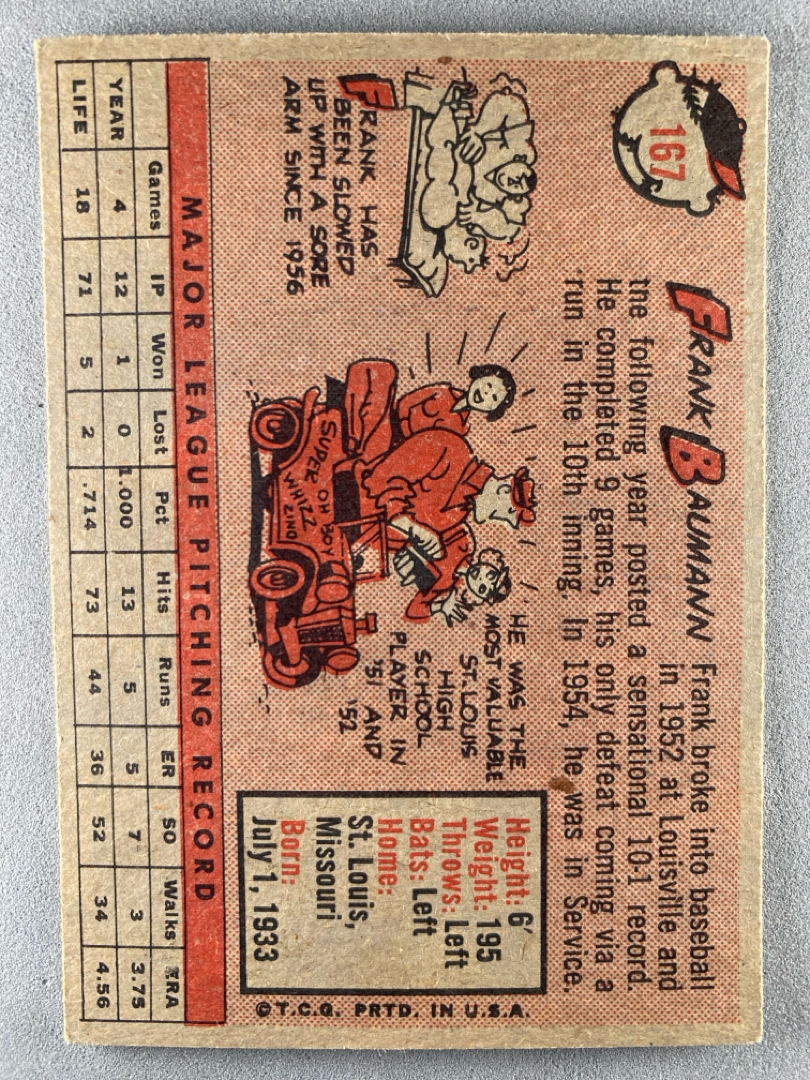 167
FRANK BAUMANN Frank broke into baseball
in 1952 at Louisville and
the following year posted a sensational 10-1 record.
He completed 9 games, his only defeat coming via a
run in the 10th inning. In 1954, he was in Service.
FRANK HAS
BEEN SLOWED
UP WITH A SORE
ARM SINCE 1956
OH BOY
SUPER WHIZZ
ZING
HE WAS THE
MOST VALUABLE
ST. LOUIS
HIGH
SCHOOL
PLAYER IN
'51 AND
'52
Height: 6'
Weight: 195
Throws: Left
Bats: Left
Home:
St. Louis,
Missouri
Born:
July 1, 1933
©T.C.G. PRTD. IN U.S.A.
MAJOR LEAGUE PITCHING RECORD
Games IP Won Lost Pct Hits Runs ER SO Walks ERA
YEAR 4 12 1 0 1.000 13 5 5 7 3 3.75
LIFE 18 71 5 2 .714 73 44 36 52 34 4.56